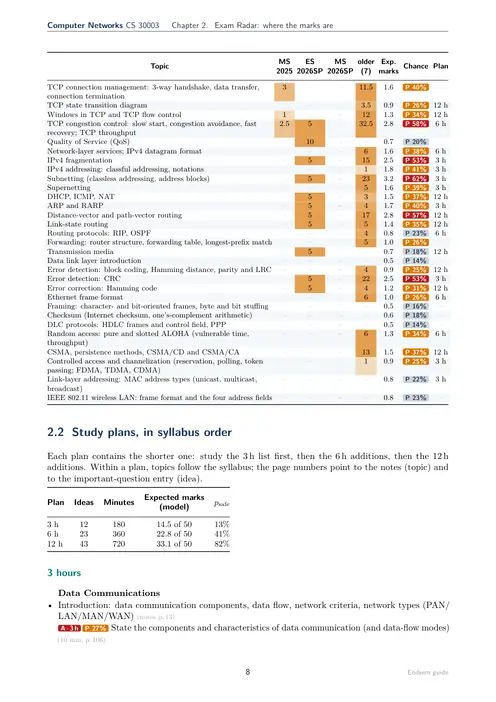 Computer Networks CS 30003 Chapter 2. Exam Radar: where the marks are
Topic MS 2025 ES 2026SP MS 2026SP older (7) Exp. marks Chance Plan
TCP connection management: 3-way handshake, data transfer, connection termination 3 11.5 1.6 P 40%
TCP state transition diagram 3.5 0.9 P 26% 12 h
Windows in TCP and TCP flow control 1 12 1.3 P 34% 12 h
TCP congestion control: slow start, congestion avoidance, fast recovery; TCP throughput 2.5 5 32.5 2.8 P 58% 6 h
Quality of Service (QoS) 10 0.7 P 20%
Network-layer services; IPv4 datagram format 6 1.6 P 38% 6 h
IPv4 fragmentation 5 15 2.5 P 53% 3 h
IPv4 addressing: classful addressing, notations 1 1.8 P 41% 3 h
Subnetting (classless addressing, address blocks) 5 23 3.2 P 62% 3 h
Supernetting 5 1.6 P 39% 3 h
DHCP, ICMP, NAT 5 3 1.5 P 37% 12 h
ARP and RARP 5 4 1.7 P 40% 3 h
Distance-vector and path-vector routing 5 17 2.8 P 57% 12 h
Link-state routing 5 5 1.4 P 35% 12 h
Routing protocols: RIP, OSPF 4 0.8 P 23% 6 h
Forwarding: router structure, forwarding table, longest-prefix match 5 1.0 P 26%
Transmission media 5 0.7 P 18% 12 h
Data link layer introduction 0.5 P 14%
Error detection: block coding, Hamming distance, parity and LRC 4 0.9 P 25% 12 h
Error detection: CRC 5 22 2.5 P 53% 3 h
Error correction: Hamming code 5 4 1.2 P 31% 12 h
Ethernet frame format 6 1.0 P 26% 6 h
Framing: character- and bit-oriented frames, byte and bit stuffing 0.5 P 16%
Checksum (Internet checksum, one's-complement arithmetic) 0.6 P 18%
DLC protocols: HDLC frames and control field, PPP 0.5 P 14%
Random access: pure and slotted ALOHA (vulnerable time, throughput) 6 1.3 P 34% 6 h
CSMA, persistence methods, CSMA/CD and CSMA/CA 13 1.5 P 37% 12 h
Controlled access and channelization (reservation, polling, token passing; FDMA, TDMA, CDMA) 1 0.9 P 25% 3 h
Link-layer addressing: MAC address types (unicast, multicast, broadcast) 0.8 P 22% 3 h
IEEE 802.11 wireless LAN: frame format and the four address fields 0.8 P 23%
2.2 Study plans, in syllabus order
Each plan contains the shorter one: study the 3 h list first, then the 6 h additions, then the 12 h
additions. Within a plan, topics follow the syllabus; the page numbers point to the notes (topic) and
to the important-question entry (idea).
Plan Ideas Minutes Expected marks (model)
3 h 12 180 14.5 of 50 13%
6 h 23 360 22.8 of 50 41%
12 h 43 720 33.1 of 50 82%
3 hours
Data Communications
• Introduction: data communication components, data flow, network criteria, network types (PAN/
LAN/MAN/WAN) (notes p. 13)
A · 3 h P 27% State the components and characteristics of data communication (and data-flow modes)
(16 min, p. 106)
8 Endsem guide